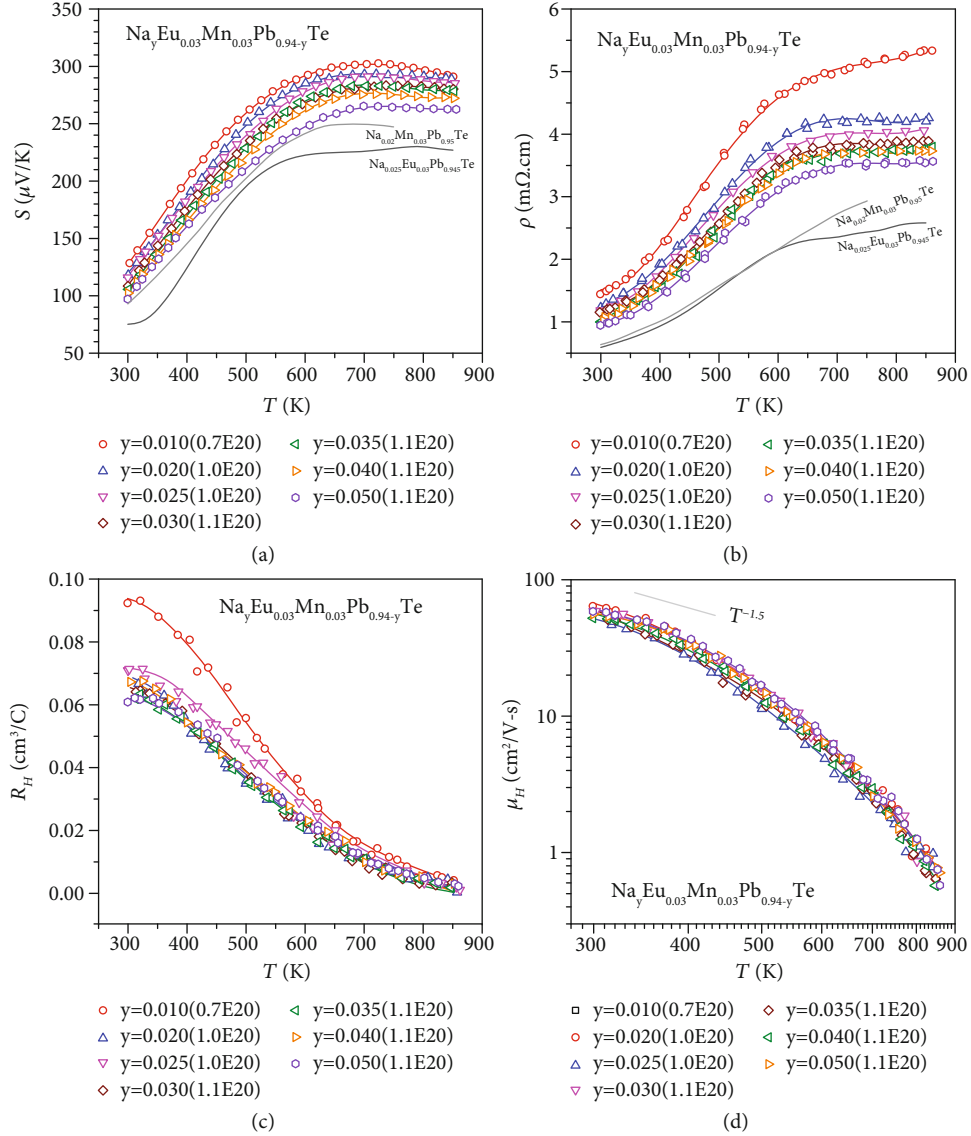 Na_yEu_0.03Mn_0.03Pb_0.94-yTe
S (μV/K)
350
300
250
200
150
100
50
Na_0.02Mn_0.03Pb_0.95Te
Na_0.025Eu_0.03Pb_0.945Te
300 400 500 600 700 800 900
T (K)
y=0.010(0.7E20) y=0.035(1.1E20)
y=0.020(1.0E20) y=0.040(1.1E20)
y=0.025(1.0E20) y=0.050(1.1E20)
y=0.030(1.1E20)
(a)
Na_yEu_0.03Mn_0.03Pb_0.94-yTe
ρ (mΩ.cm)
6
5
4
3
2
1
Na_0.02Mn_0.03Pb_0.95Te
Na_0.025Eu_0.03Pb_0.945Te
300 400 500 600 700 800 900
T (K)
y=0.010(0.7E20) y=0.035(1.1E20)
y=0.020(1.0E20) y=0.040(1.1E20)
y=0.025(1.0E20) y=0.050(1.1E20)
y=0.030(1.1E20)
(b)
Na_yEu_0.03Mn_0.03Pb_0.94-yTe
R_H (cm³/C)
0.10
0.08
0.06
0.04
0.02
0.00
300 400 500 600 700 800 900
T (K)
y=0.010(0.7E20) y=0.035(1.1E20)
y=0.020(1.0E20) y=0.040(1.1E20)
y=0.025(1.0E20) y=0.050(1.1E20)
y=0.030(1.1E20)
(c)
T^−1.5
μ_H (cm²/V-s)
100
10
1
Na_yEu_0.03Mn_0.03Pb_0.94-yTe
300 400 500 600 700 800 900
T (K)
y=0.010(0.7E20) y=0.035(1.1E20)
y=0.020(1.0E20) y=0.040(1.1E20)
y=0.025(1.0E20) y=0.050(1.1E20)
y=0.030(1.1E20)
(d)